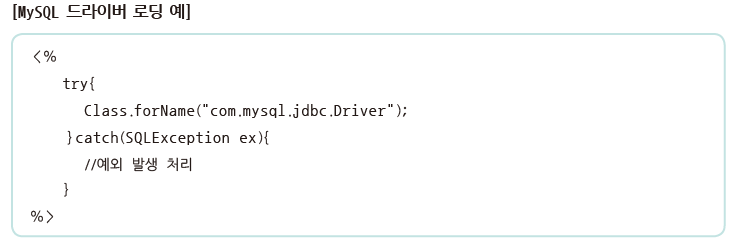 [MySQL 드라이버 로딩 예]
<%
try{
Class.forName("com.mysql.jdbc.Driver");
}catch(SQLException ex){
//예외 발생 처리
}
%>